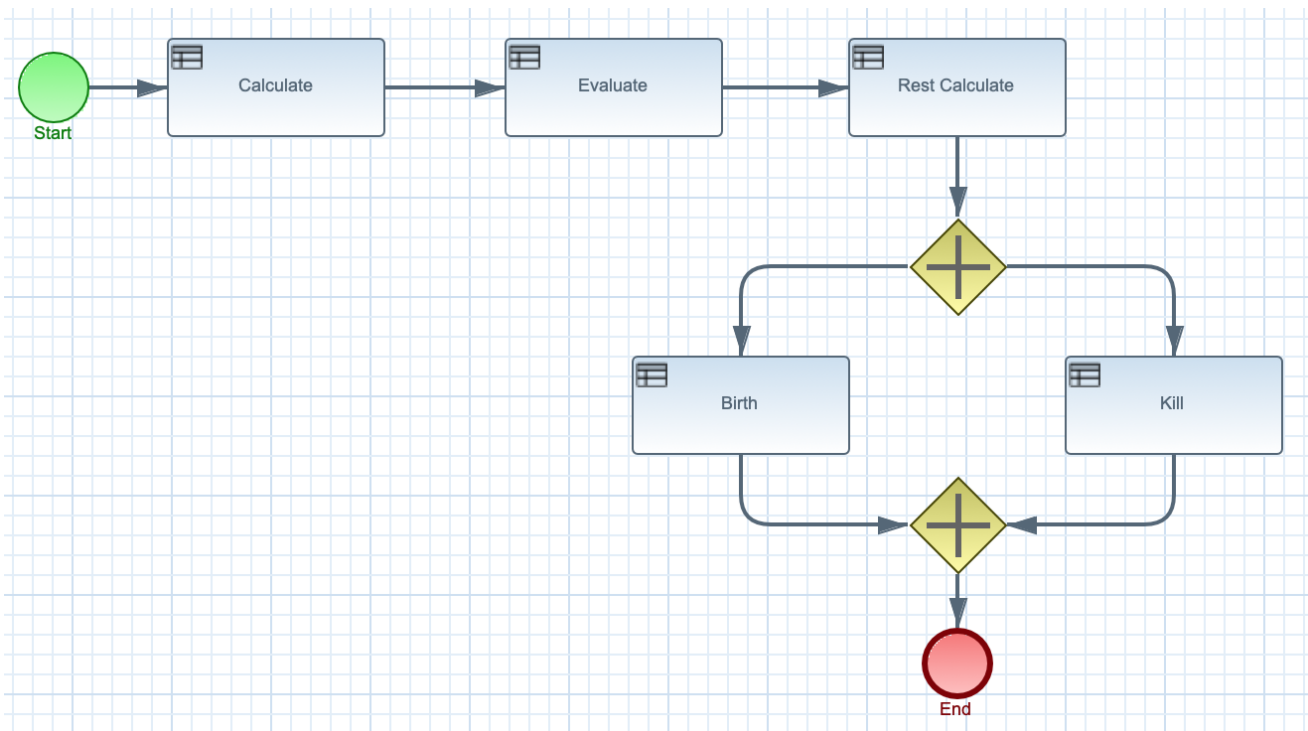 Calculate
Evaluate
Rest Calculate
Start
Birth
Kill
End